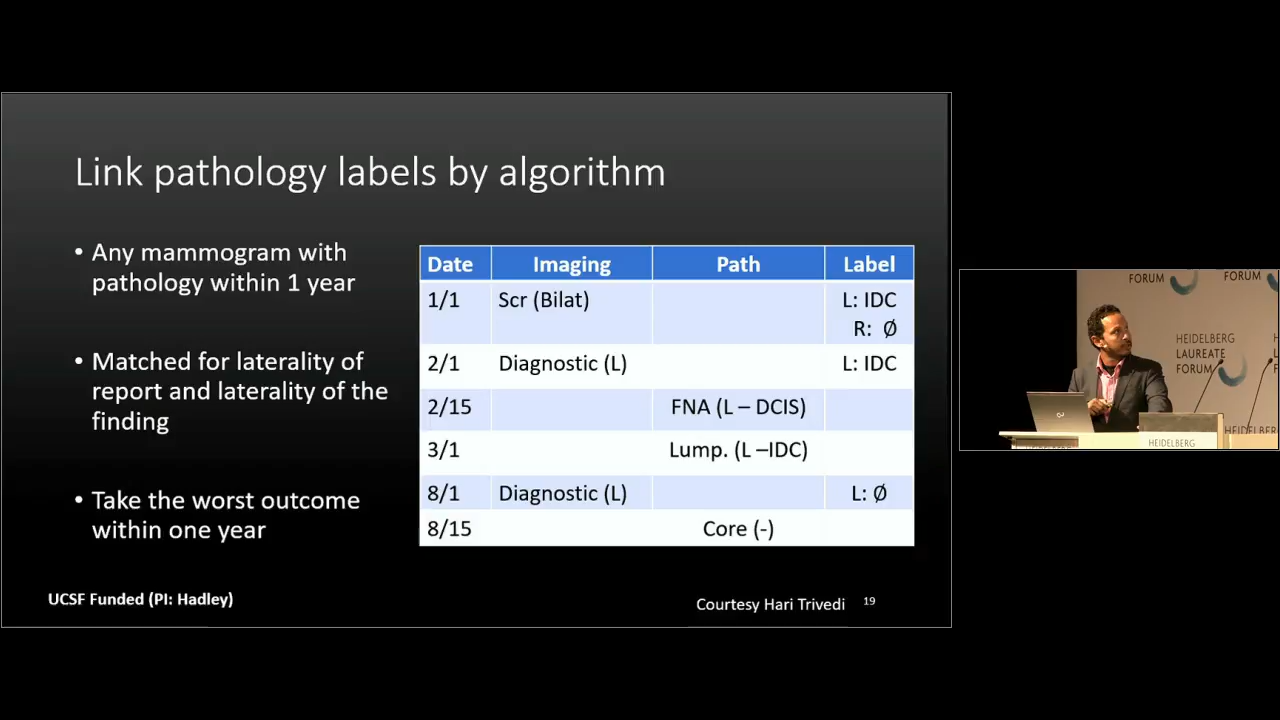 Link pathology labels by algorithm
• Any mammogram with
pathology within 1 year
• Matched for laterality of
report and laterality of the
finding
• Take the worst outcome
within one year
Date Imaging Path Label
1/1 Scr (Bilat) L: IDC
R: Ø
2/1 Diagnostic (L) L: IDC
2/15 FNA (L – DCIS)
3/1 Lump. (L –IDC)
8/1 Diagnostic (L) L: Ø
8/15 Core (-)
UCSF Funded (PI: Hadley)
Courtesy Hari Trivedi 19
FORUM
FORUM
HEIDELBERG
LAUREATE
FORUM
HEIDELBERG
HEIDELBERG